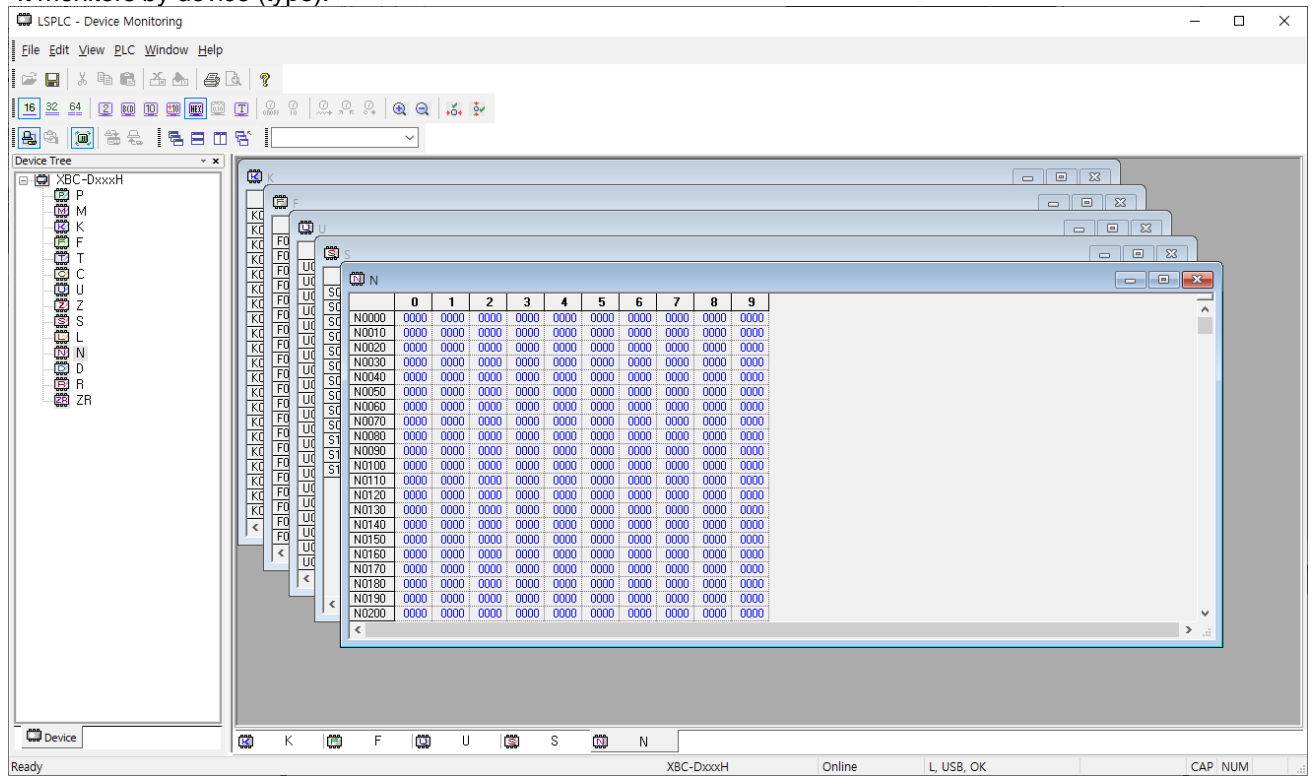 It monitors by device (type).
LSPLC - Device Monitoring
File Edit View PLC Window Help
16 32 64 2 BCD 10 ±10 HEX T
Device Tree
XBC-DxxxH
P
M
K
F
T
C
U
Z
S
L
N
D
R
ZR
Device
K
F
U
S
N
0 1 2 3 4 5 6 7 8 9
N0000 0000 0000 0000 0000 0000 0000 0000 0000 0000 0000
N0010 0000 0000 0000 0000 0000 0000 0000 0000 0000 0000
N0020 0000 0000 0000 0000 0000 0000 0000 0000 0000 0000
N0030 0000 0000 0000 0000 0000 0000 0000 0000 0000 0000
N0040 0000 0000 0000 0000 0000 0000 0000 0000 0000 0000
N0050 0000 0000 0000 0000 0000 0000 0000 0000 0000 0000
N0060 0000 0000 0000 0000 0000 0000 0000 0000 0000 0000
N0070 0000 0000 0000 0000 0000 0000 0000 0000 0000 0000
N0080 0000 0000 0000 0000 0000 0000 0000 0000 0000 0000
N0090 0000 0000 0000 0000 0000 0000 0000 0000 0000 0000
N0100 0000 0000 0000 0000 0000 0000 0000 0000 0000 0000
N0110 0000 0000 0000 0000 0000 0000 0000 0000 0000 0000
N0120 0000 0000 0000 0000 0000 0000 0000 0000 0000 0000
N0130 0000 0000 0000 0000 0000 0000 0000 0000 0000 0000
N0140 0000 0000 0000 0000 0000 0000 0000 0000 0000 0000
N0150 0000 0000 0000 0000 0000 0000 0000 0000 0000 0000
N0160 0000 0000 0000 0000 0000 0000 0000 0000 0000 0000
N0170 0000 0000 0000 0000 0000 0000 0000 0000 0000 0000
N0180 0000 0000 0000 0000 0000 0000 0000 0000 0000 0000
N0190 0000 0000 0000 0000 0000 0000 0000 0000 0000 0000
N0200 0000 0000 0000 0000 0000 0000 0000 0000 0000 0000
K F U S N
Ready XBC-DxxxH Online L, USB, OK CAP NUM